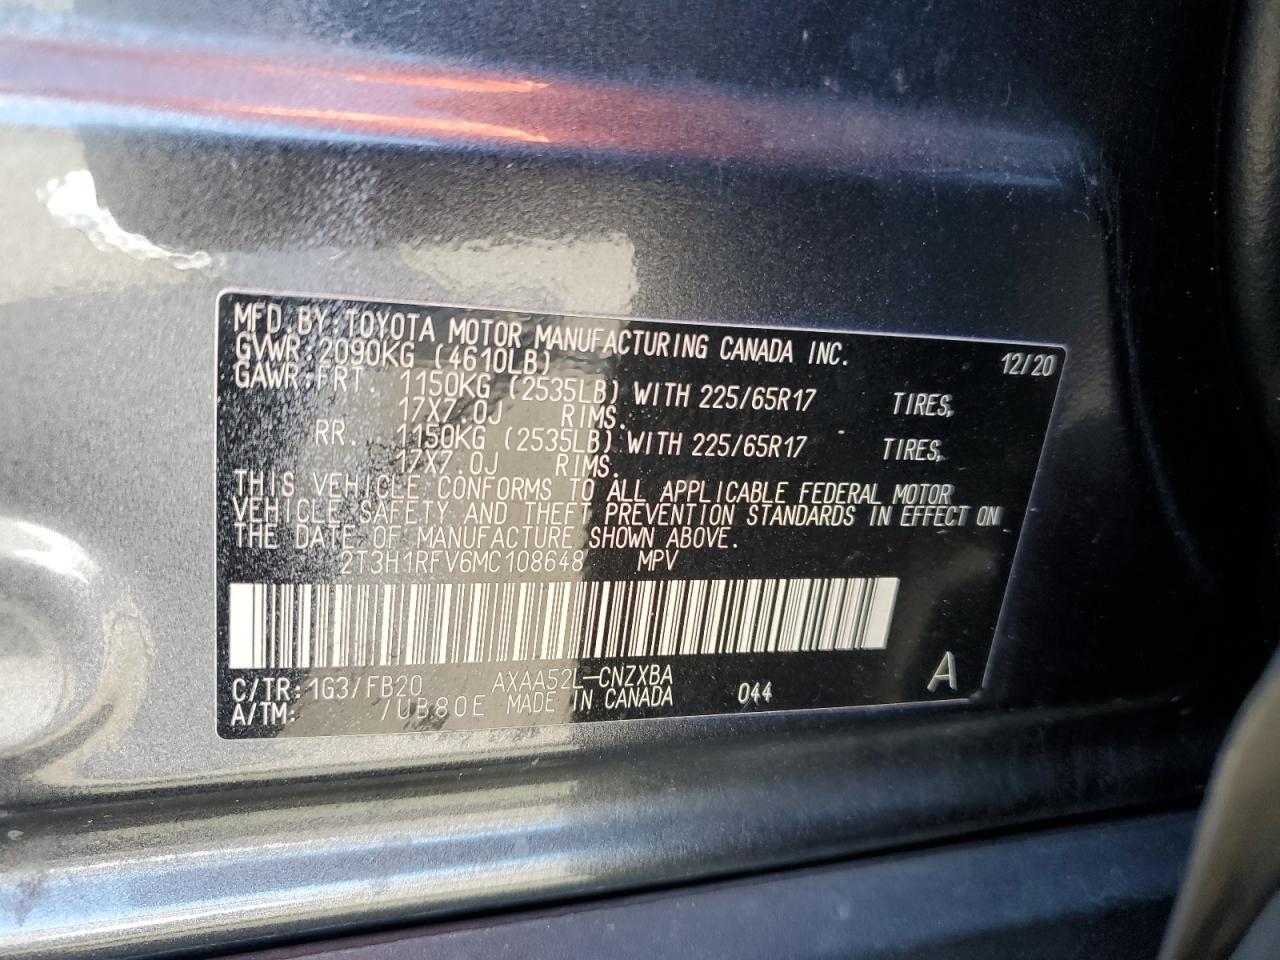 MFD.BY:TOYOTA MOTOR MANUFACTURING CANADA INC. 12/20
GVWR:2090KG (4610LB)
GAWR:FRT. 1150KG (2535LB) WITH 225/65R17 TIRES,
17X7.0J RIMS.
RR. 1150KG (2535LB) WITH 225/65R17 TIRES,
17X7.0J RIMS.
THIS VEHICLE CONFORMS TO ALL APPLICABLE FEDERAL MOTOR
VEHICLE SAFETY AND THEFT PREVENTION STANDARDS IN EFFECT ON
THE DATE OF MANUFACTURE SHOWN ABOVE.
2T3H1RFV6MC108648 MPV
C/TR:1G3/FB20 AXAA52L-CNZXBA
A/TM: /UB80E MADE IN CANADA 044 A